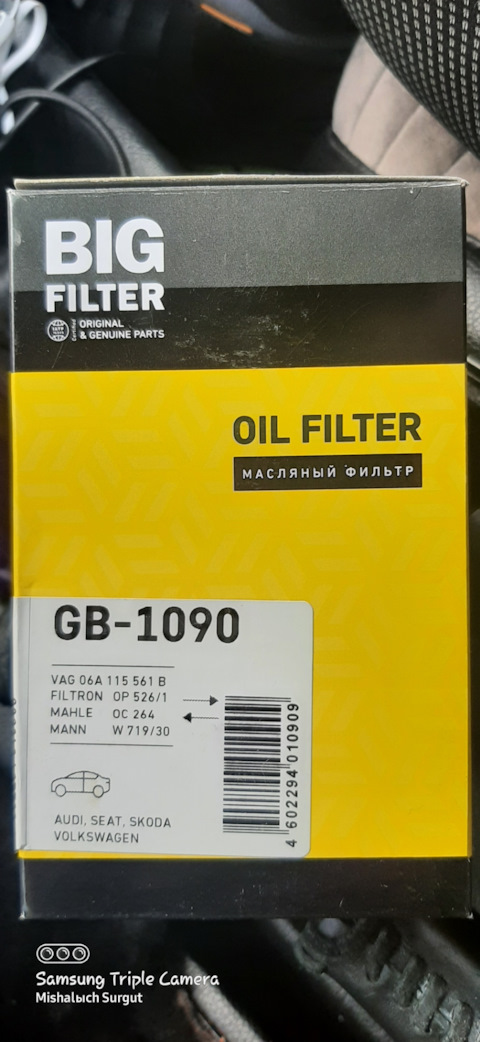 BIG
FILTER
ORIGINAL
& GENUINE PARTS
OIL FILTER
МАСЛЯНЫЙ ФИЛЬТР
GB-1090
VAG 06A 115 561 B
FILTRON OP 526/1
MAHLE OC 264
MANN W 719/30
4 602294 010909
AUDI, SEAT, SKODA
VOLKSWAGEN
Samsung Triple Camera
Mishalыch Surgut